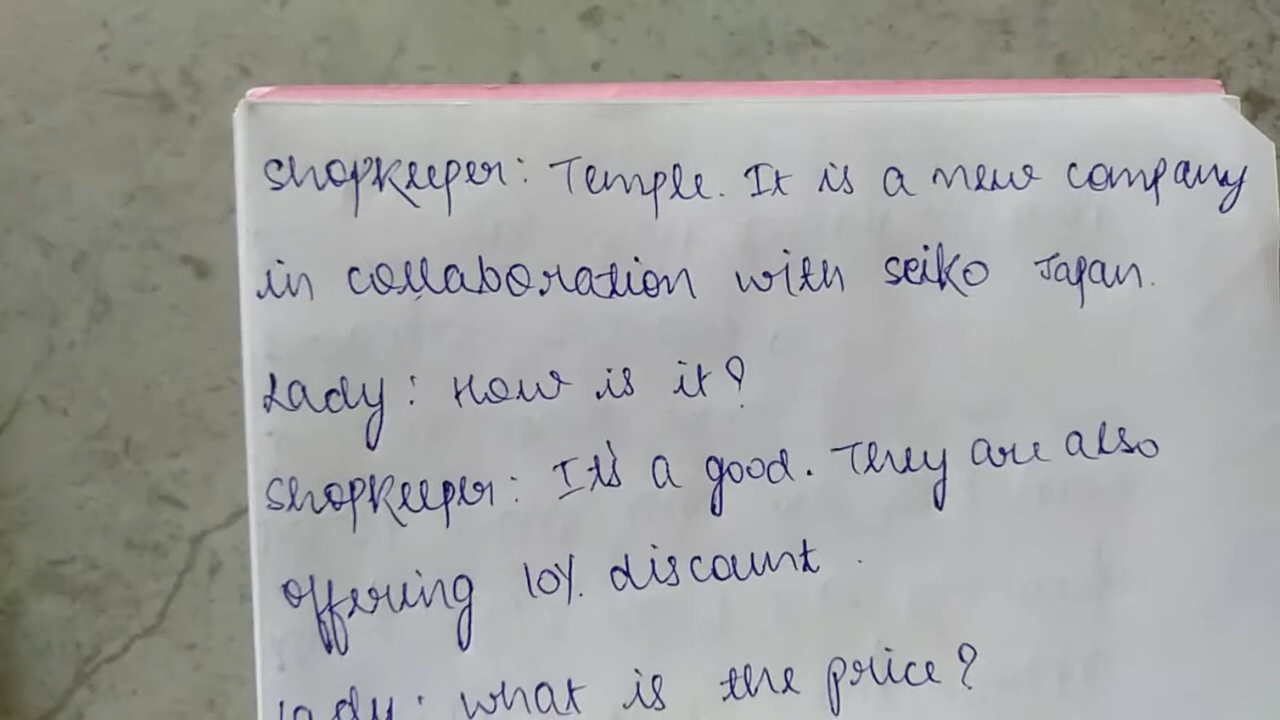 Shopkeeper: Temple. It is a new company
in collaboration with seiko Japan.
Lady: How is it?
Shopkeeper: It's a good. They are also
offering 10% discount.
Lady: what is the price?